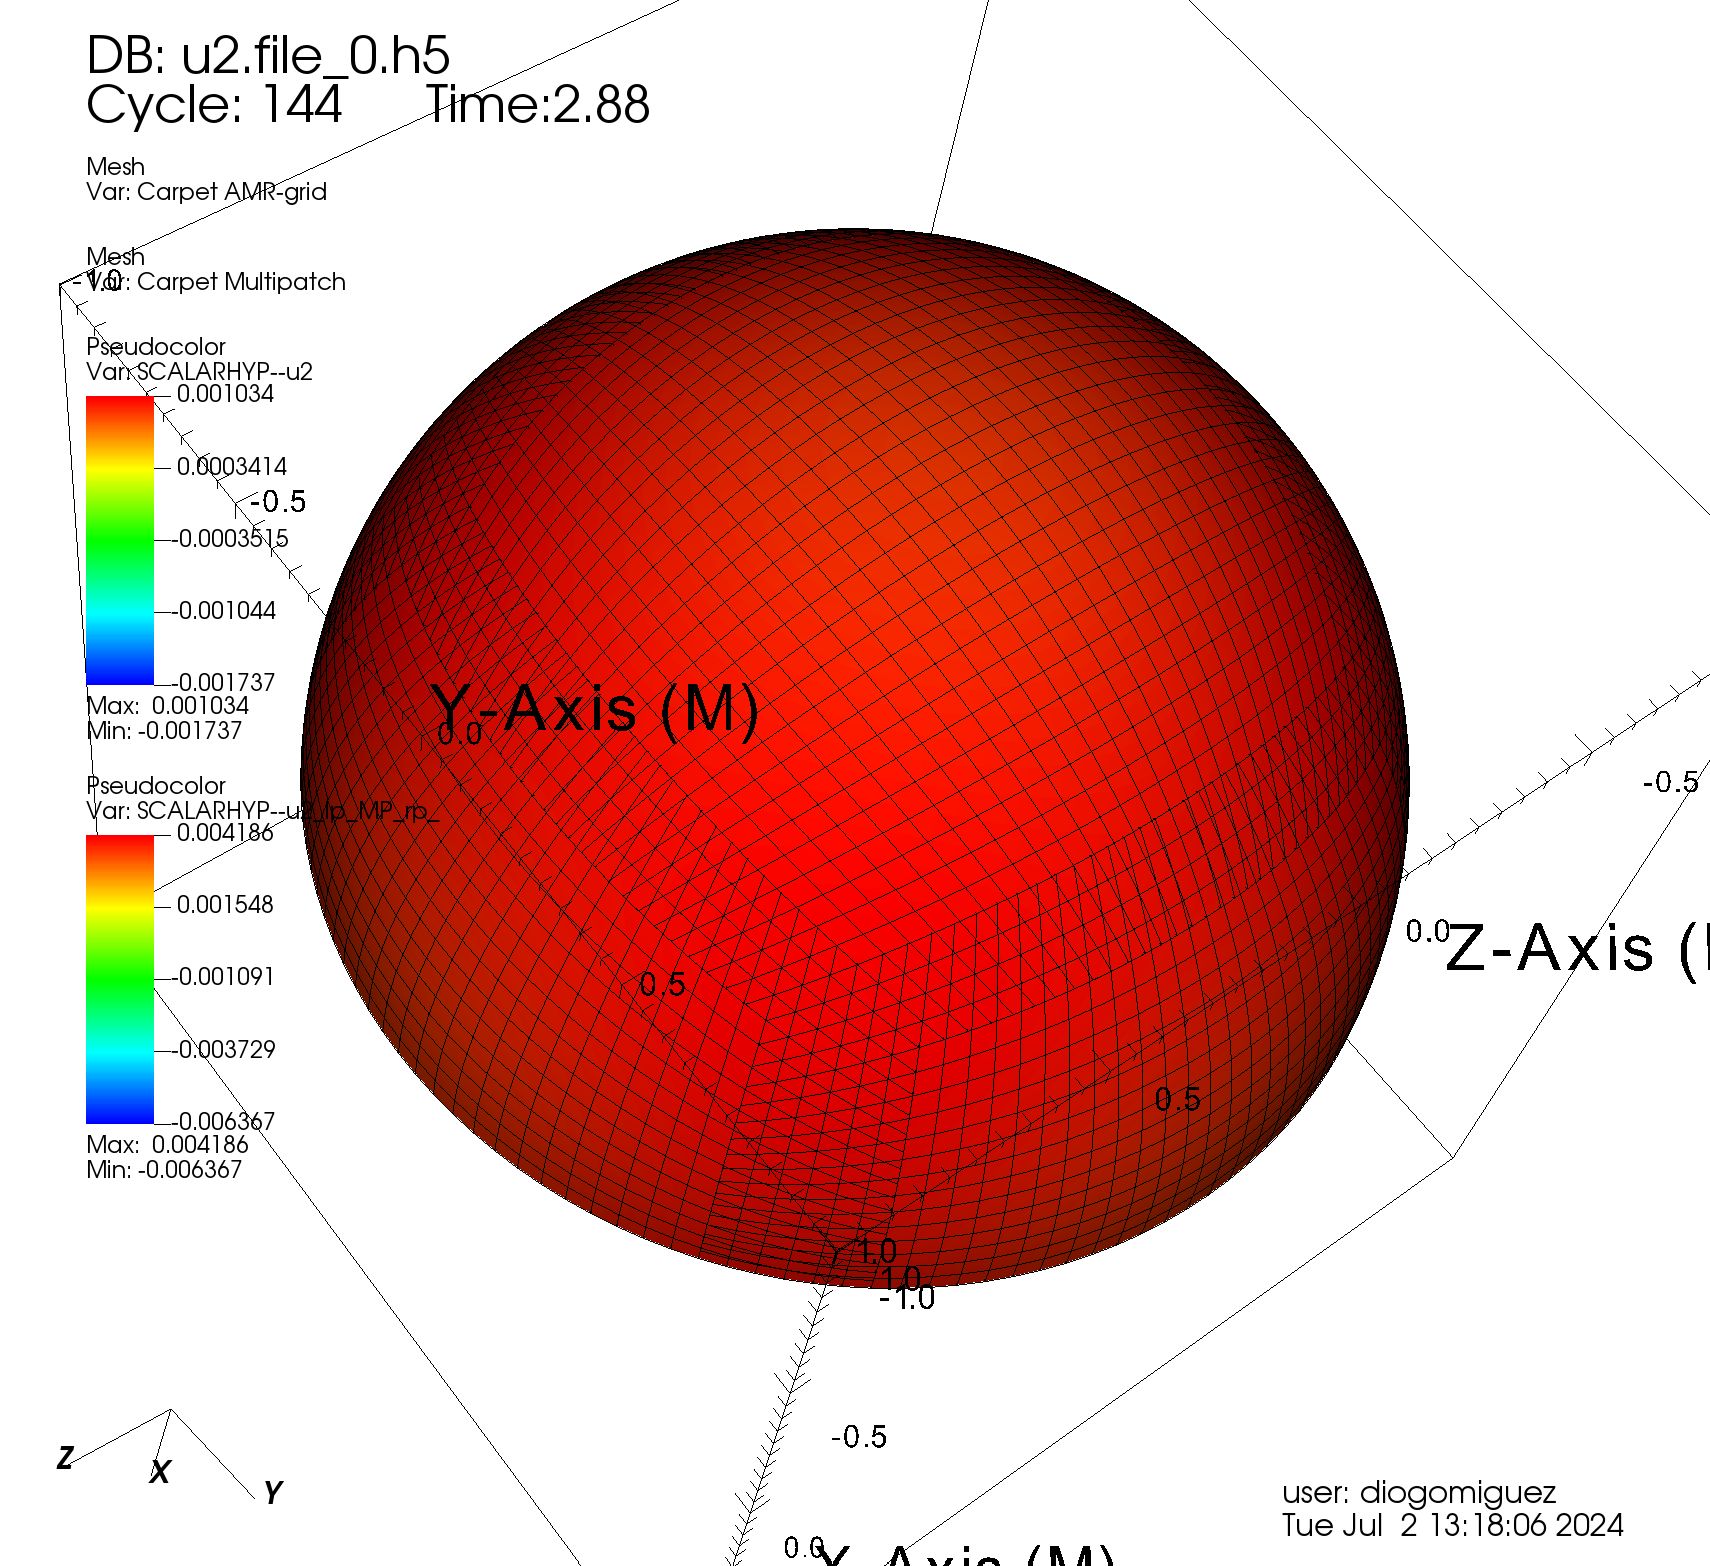 DB: u2.file_0.h5
Cycle: 144 Time:2.88
Mesh
Var: Carpet AMR-grid
Mesh
Var: Carpet Multipatch
-1.0
Pseudocolor
Var: SCALARHYP--u2
0.001034
0.0003414
-0.0003515
-0.001044
-0.001737
Max: 0.001034
Min: -0.001737
Pseudocolor
Var: SCALARHYP--u2_lp_MP_rp_
0.004186
0.001548
-0.001091
-0.003729
-0.006367
Max: 0.004186
Min: -0.006367
-0.5
Y-Axis (M)
0.0
0.5
-0.5
0.0
Z-Axis (
0.5
1.0
1.0
-1.0
-0.5
0.0
X-Axis (M)
Z
X
Y
user: diogomiguez
Tue Jul 2 13:18:06 2024